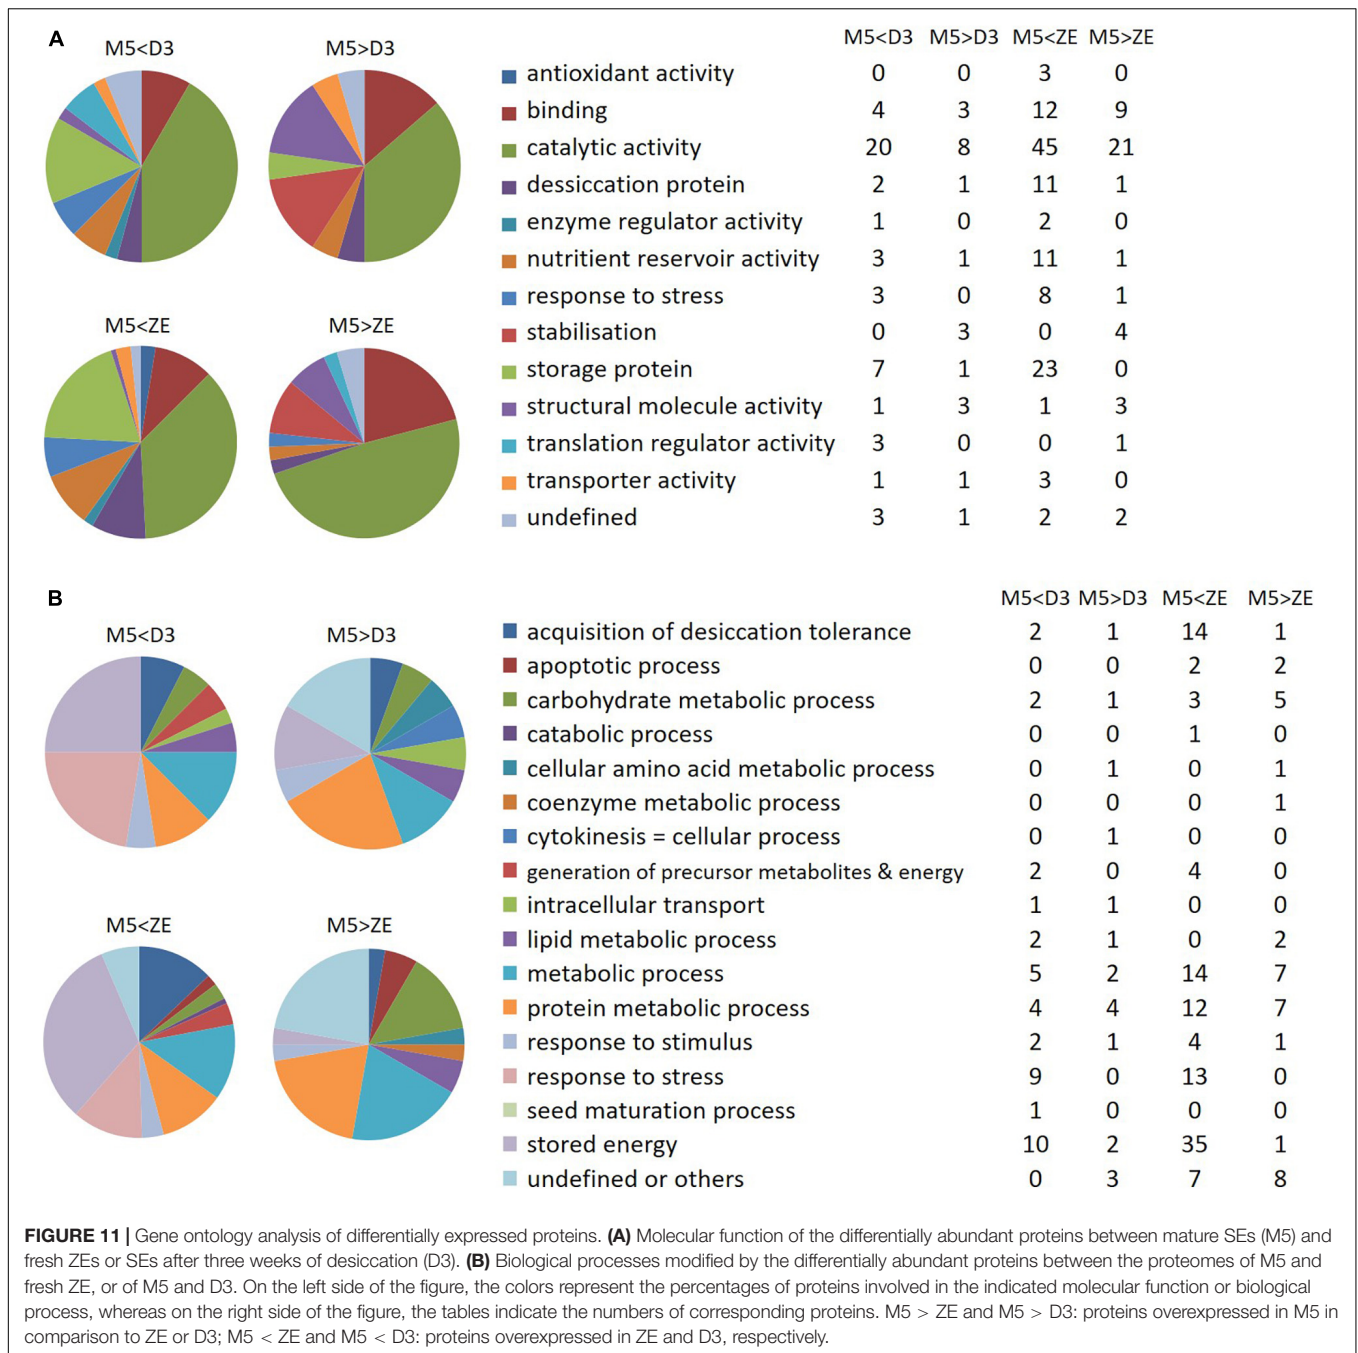 A
M5<D3
M5>D3
M5<ZE
M5>ZE
M5<D3 M5>D3 M5<ZE M5>ZE
antioxidant activity 0 0 3 0
binding 4 3 12 9
catalytic activity 20 8 45 21
dessiccation protein 2 1 11 1
enzyme regulator activity 1 0 2 0
nutritient reservoir activity 3 1 11 1
response to stress 3 0 8 1
stabilisation 0 3 0 4
storage protein 7 1 23 0
structural molecule activity 1 3 1 3
translation regulator activity 3 0 0 1
transporter activity 1 1 3 0
undefined 3 1 2 2
B
M5<D3
M5>D3
M5<ZE
M5>ZE
M5<D3 M5>D3 M5<ZE M5>ZE
acquisition of desiccation tolerance 2 1 14 1
apoptotic process 0 0 2 2
carbohydrate metabolic process 2 1 3 5
catabolic process 0 0 1 0
cellular amino acid metabolic process 0 1 0 1
coenzyme metabolic process 0 0 0 1
cytokinesis = cellular process 0 1 0 0
generation of precursor metabolites & energy 2 0 4 0
intracellular transport 1 1 0 0
lipid metabolic process 2 1 0 2
metabolic process 5 2 14 7
protein metabolic process 4 4 12 7
response to stimulus 2 1 4 1
response to stress 9 0 13 0
seed maturation process 1 0 0 0
stored energy 10 2 35 1
undefined or others 0 3 7 8
FIGURE 11 | Gene ontology analysis of differentially expressed proteins. (A) Molecular function of the differentially abundant proteins between mature SEs (M5) and
fresh ZEs or SEs after three weeks of desiccation (D3). (B) Biological processes modified by the differentially abundant proteins between the proteomes of M5 and
fresh ZE, or of M5 and D3. On the left side of the figure, the colors represent the percentages of proteins involved in the indicated molecular function or biological
process, whereas on the right side of the figure, the tables indicate the numbers of corresponding proteins. M5 > ZE and M5 > D3: proteins overexpressed in M5 in
comparison to ZE or D3; M5 < ZE and M5 < D3: proteins overexpressed in ZE and D3, respectively.